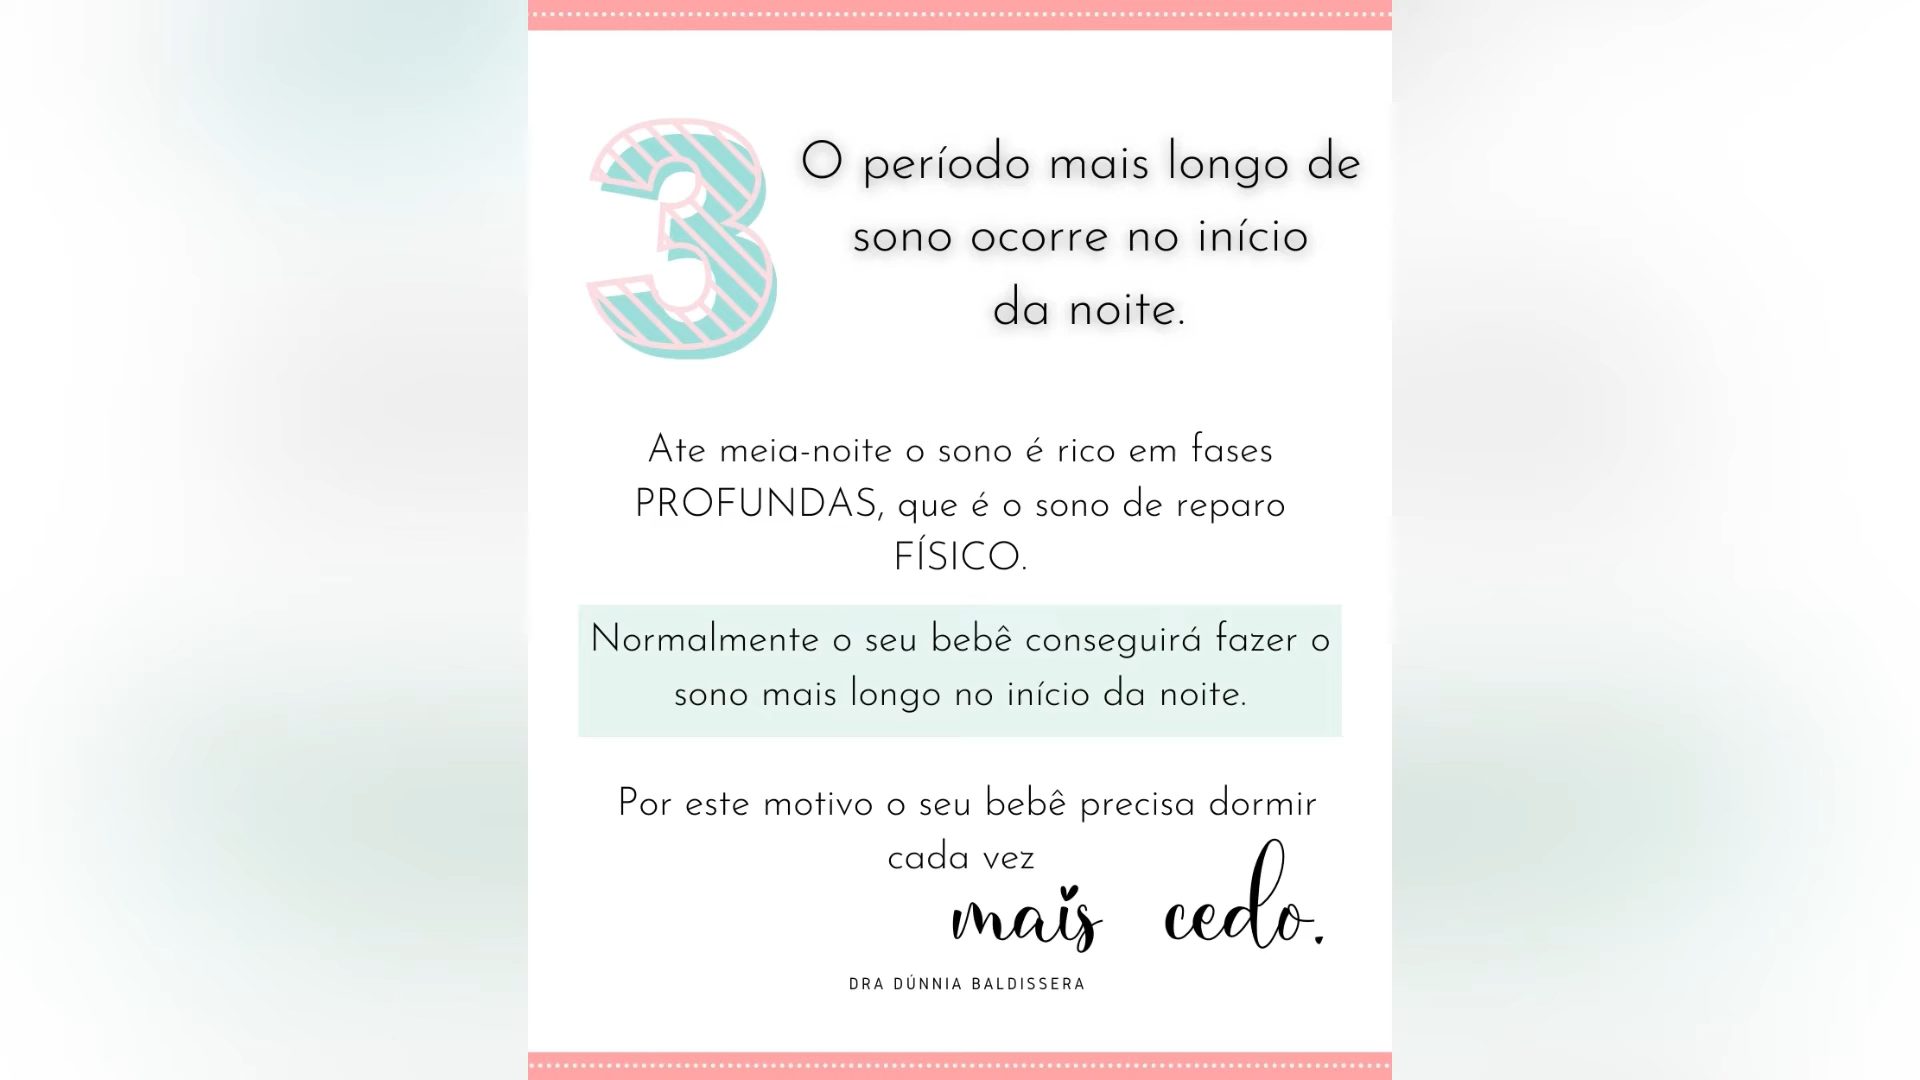 3
O período mais longo de
sono ocorre no início
da noite.
Ate meia-noite o sono é rico em fases
PROFUNDAS, que é o sono de reparo
FÍSICO.
Normalmente o seu bebê conseguirá fazer o
sono mais longo no início da noite.
Por este motivo o seu bebê precisa dormir
cada vez
mais cedo.
DRA DÚNNIA BALDISSERA